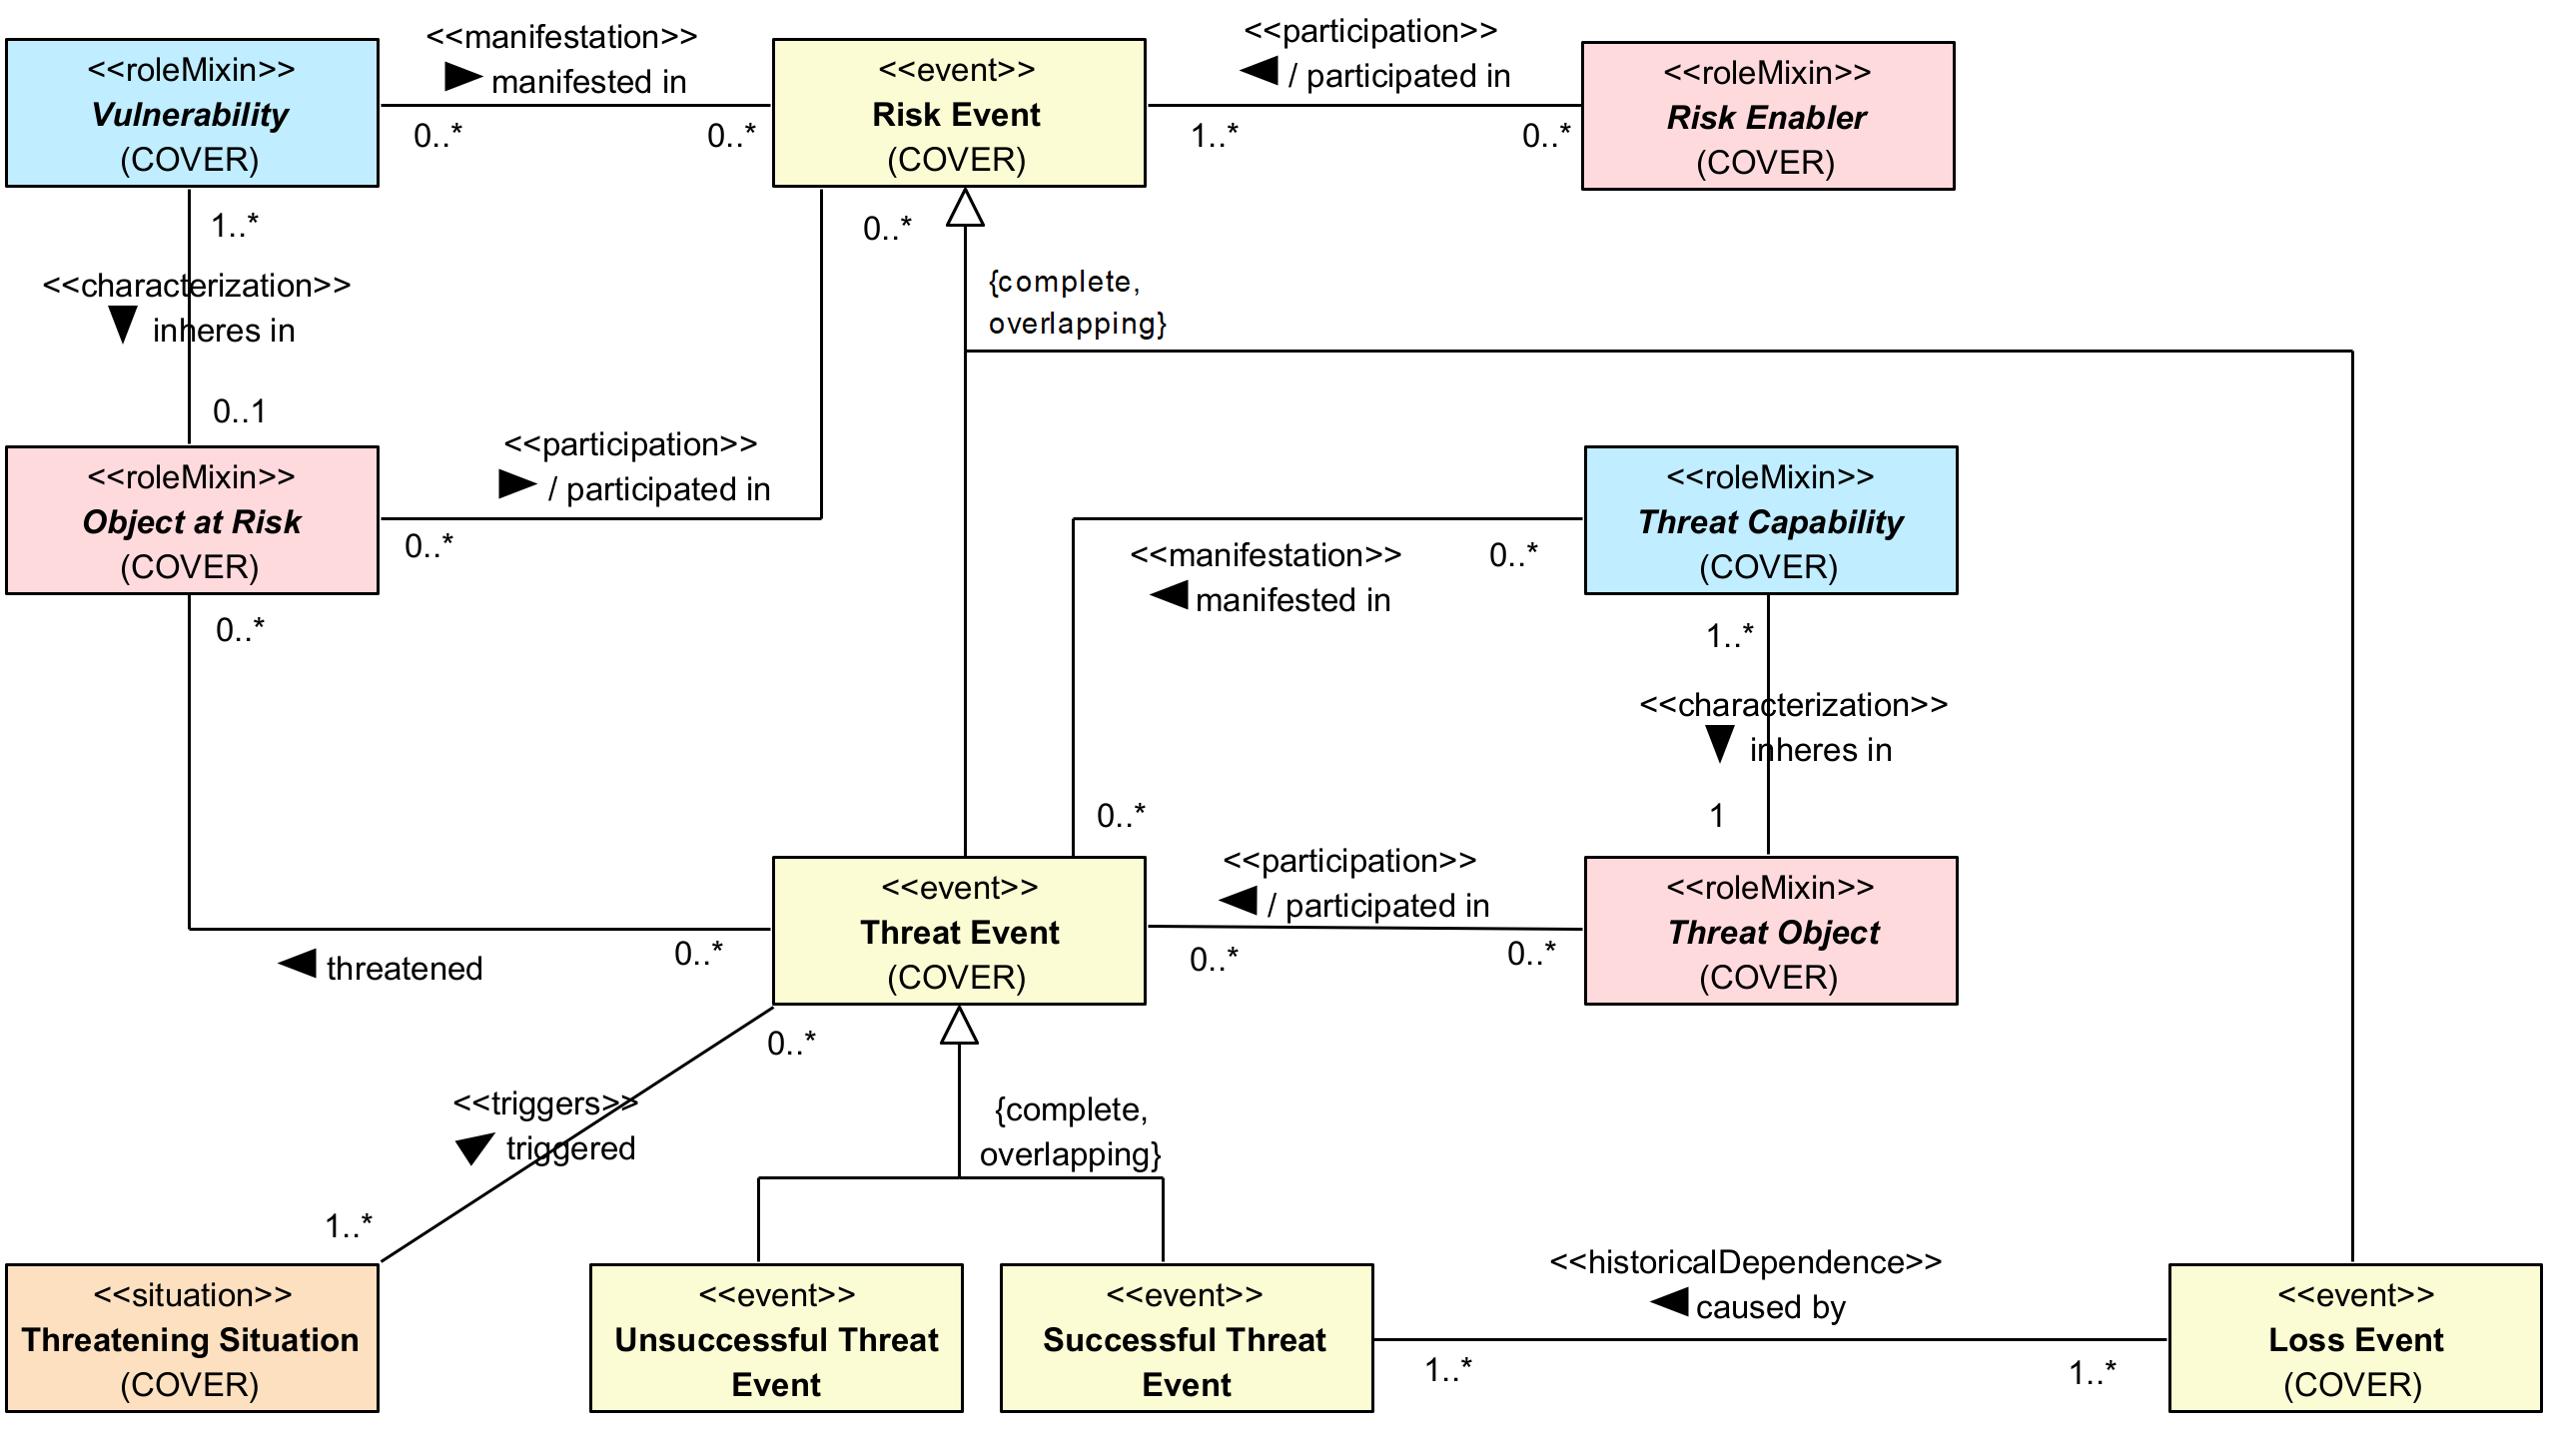 <<manifestation>>
manifested in
<<participation>>
/ participated in
<<roleMixin>>
Vulnerability
(COVER)
<<event>>
Risk Event
(COVER)
<<roleMixin>>
Risk Enabler
(COVER)
0..*
0..*
1..*
0..*
1..*
0..*
<<characterization>>
inheres in
{complete,
overlapping}
0..1
<<participation>>
/ participated in
<<roleMixin>>
Object at Risk
(COVER)
0..*
<<roleMixin>>
Threat Capability
(COVER)
<<manifestation>>
manifested in
0..*
0..*
1..*
<<characterization>>
inheres in
0..*
1
<<participation>>
/ participated in
<<event>>
Threat Event
(COVER)
<<roleMixin>>
Threat Object
(COVER)
threatened
0..*
0..*
0..*
0..*
<<triggers>>
triggered
{complete,
overlapping}
1..*
<<situation>>
Threatening Situation
(COVER)
<<event>>
Unsuccessful Threat
Event
<<event>>
Successful Threat
Event
<<historicalDependence>>
caused by
1..*
1..*
<<event>>
Loss Event
(COVER)